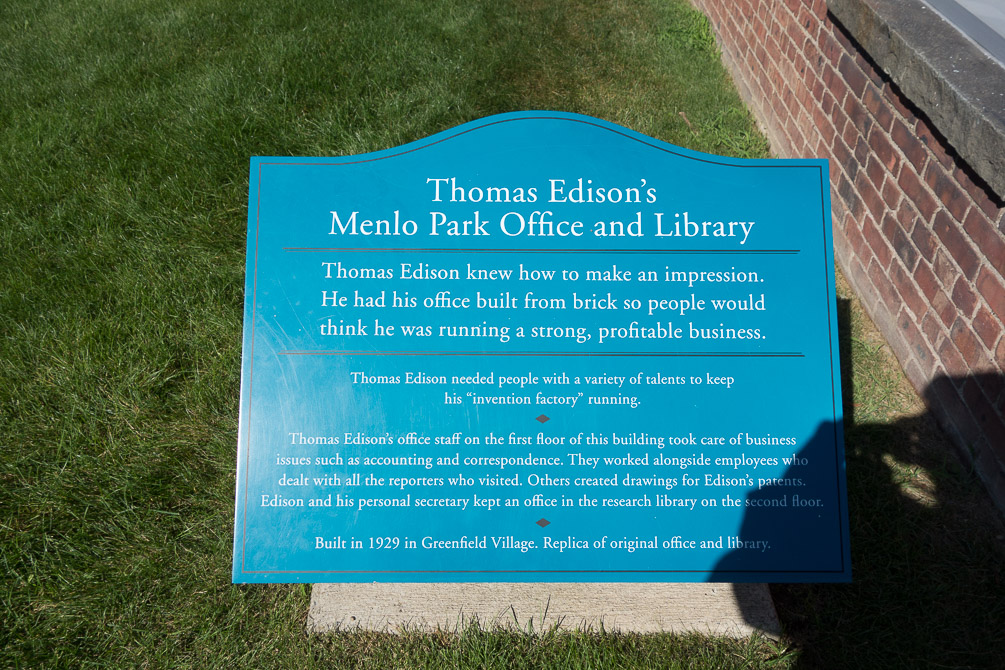 Thomas Edison's
Menlo Park Office and Library
Thomas Edison knew how to make an impression.
He had his office built from brick so people would
think he was running a strong, profitable business.
Thomas Edison needed people with a variety of talents to keep
his “invention factory” running.
Thomas Edison's office staff on the first floor of this building took care of business
issues such as accounting and correspondence. They worked alongside employees who
dealt with all the reporters who visited. Others created drawings for Edison's patents.
Edison and his personal secretary kept an office in the research library on the second floor.
Built in 1929 in Greenfield Village. Replica of original office and library.